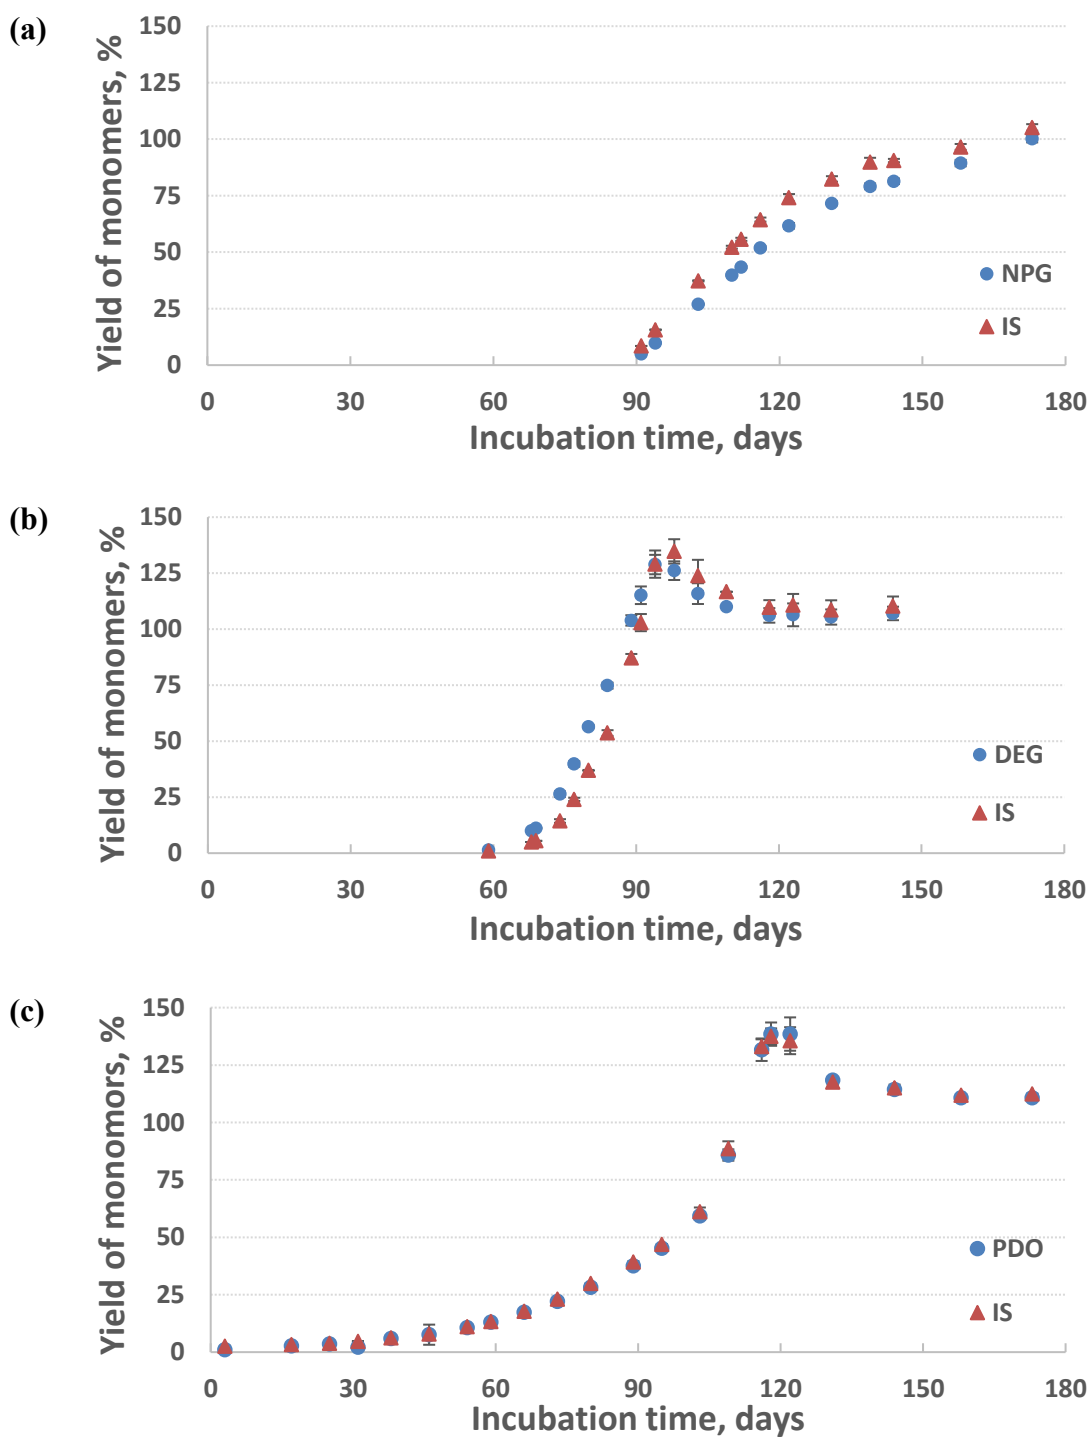 (a)
Yield of monomers, %
150
125
100
75
50
25
0
0 30 60 90 120 150 180
Incubation time, days
NPG
IS
(b)
Yield of monomers, %
150
125
100
75
50
25
0
0 30 60 90 120 150 180
Incubation time, days
DEG
IS
(c)
Yield of monomors, %
150
125
100
75
50
25
0
0 30 60 90 120 150 180
Incubation time, days
PDO
IS